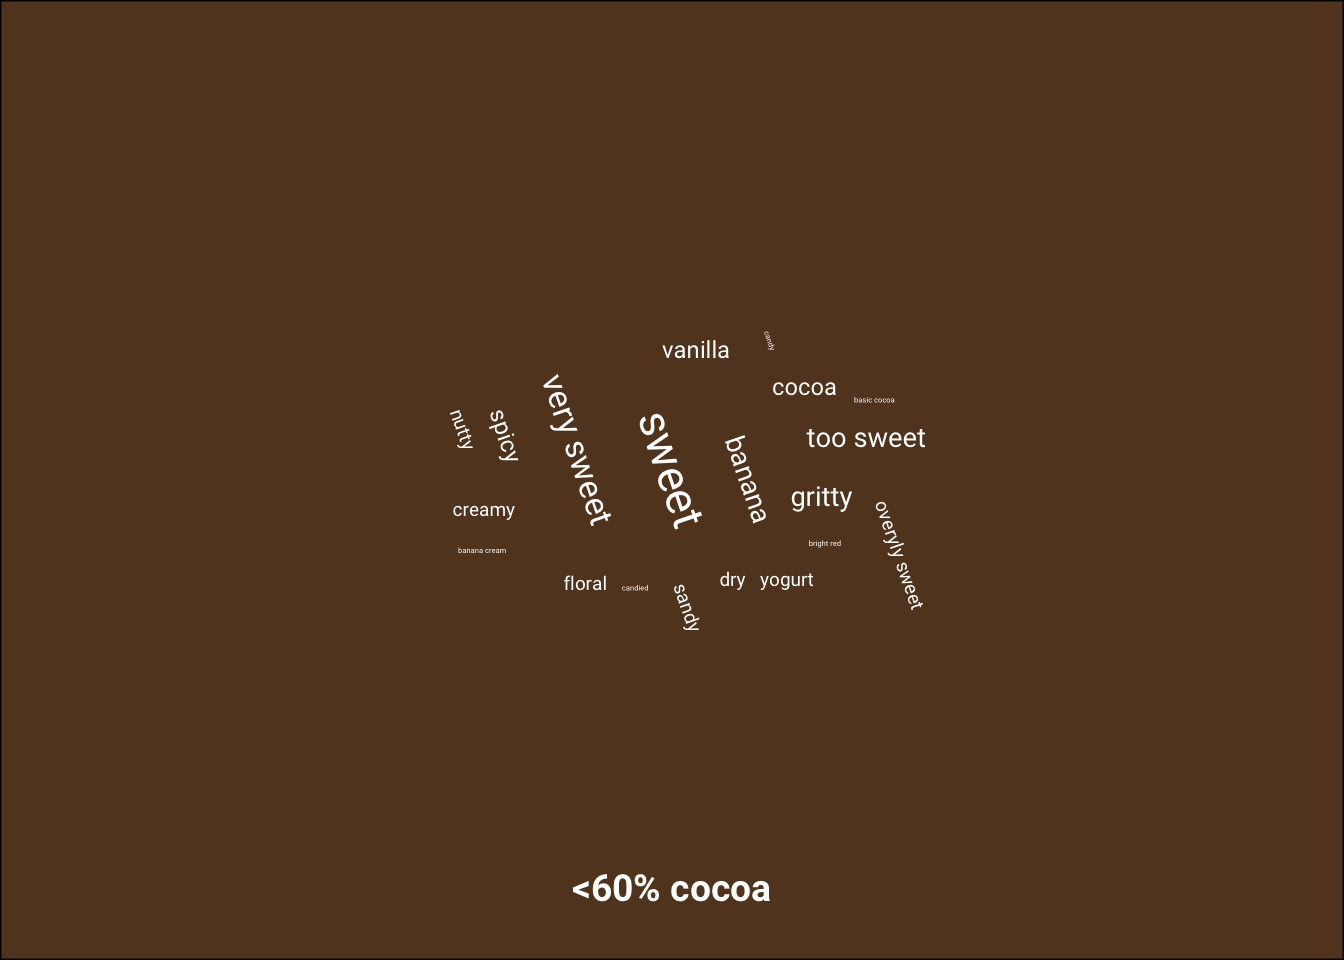 vanilla
candy
cocoa
basic cocoa
very sweet
nutty
spicy
sweet
banana
too sweet
gritty
creamy
overyly sweet
banana cream
bright red
floral
candied
sandy
dry
yogurt
<60% cocoa